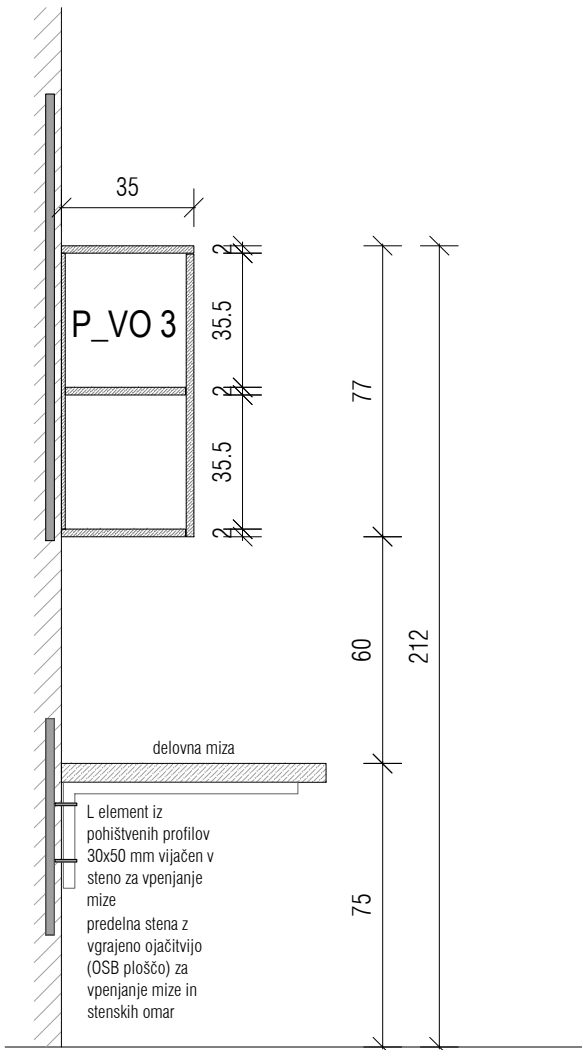 35
2
P_VO 3
35.5
2
35.5
2
77
60
212
75
delovna miza
L element iz
pohištvenih profilov
30x50 mm vijačen v
steno za vpenjanje
mize
predelna stena z
vgrajeno ojačitvijo
(OSB ploščo) za
vpenjanje mize in
stenskih omar